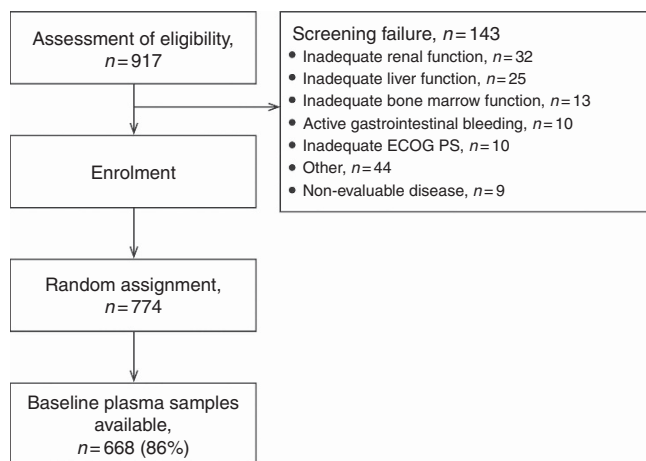 Assessment of eligibility,
n=917
Screening failure, n=143
• Inadequate renal function, n=32
• Inadequate liver function, n=25
• Inadequate bone marrow function, n=13
• Active gastrointestinal bleeding, n=10
• Inadequate ECOG PS, n=10
• Other, n=44
• Non-evaluable disease, n=9
Enrolment
Random assignment,
n=774
Baseline plasma samples
available,
n=668 (86%)